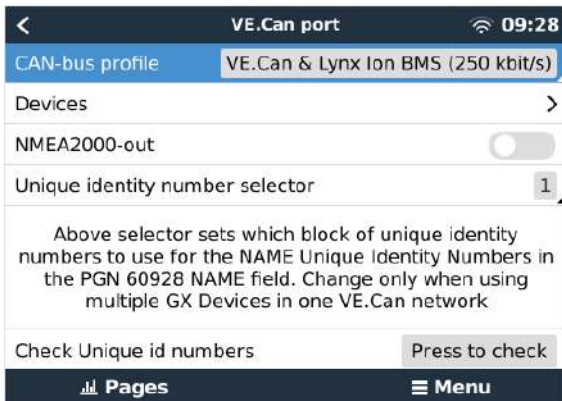 VE.Can port 09:28
CAN-bus profile VE.Can & Lynx Ion BMS (250 kbit/s)
Devices
NMEA2000-out
Unique identity number selector 1
Above selector sets which block of unique identity
numbers to use for the NAME Unique Identity Numbers in
the PGN 60928 NAME field. Change only when using
multiple GX Devices in one VE.Can network
Check Unique id numbers Press to check
Pages Menu